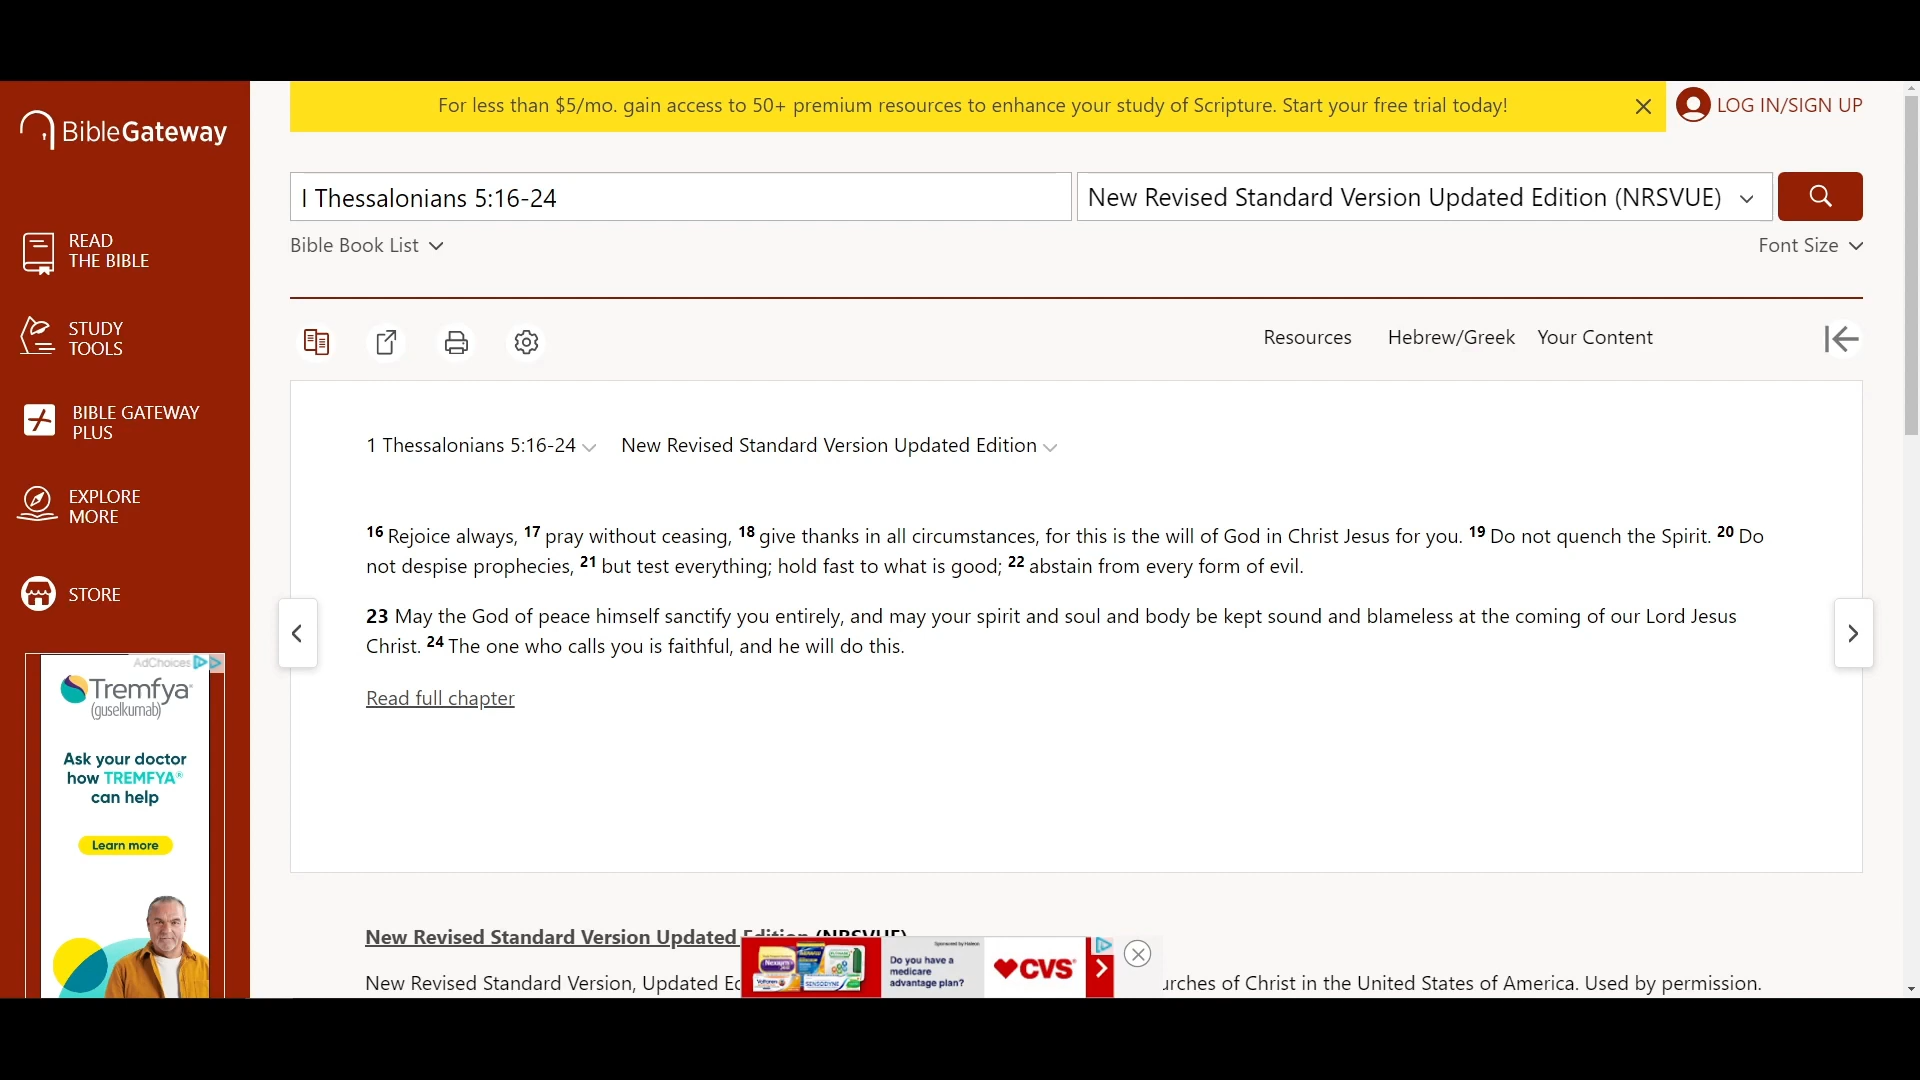 For less than $5/mo. gain access to 50+ premium resources to enhance your study of Scripture. Start your free trial today!
LOG IN/SIGN UP
BibleGateway
I Thessalonians 5:16-24
New Revised Standard Version Updated Edition (NRSVUE)
Bible Book List
Font Size
READ
THE BIBLE
STUDY
TOOLS
BIBLE GATEWAY
PLUS
EXPLORE
MORE
STORE
Resources
Hebrew/Greek
Your Content
1 Thessalonians 5:16-24
New Revised Standard Version Updated Edition
16 Rejoice always, 17 pray without ceasing, 18 give thanks in all circumstances, for this is the will of God in Christ Jesus for you. 19 Do not quench the Spirit. 20 Do
not despise prophecies, 21 but test everything; hold fast to what is good; 22 abstain from every form of evil.
23 May the God of peace himself sanctify you entirely, and may your spirit and soul and body be kept sound and blameless at the coming of our Lord Jesus
Christ. 24 The one who calls you is faithful, and he will do this.
Read full chapter
AdChoices
Tremfya®
(guselkumab)
Ask your doctor
how TREMFYA®
can help
Learn more
New Revised Standard Version Updated Edition (NRSVUE)
New Revised Standard Version, Updated
of Christ in the United States of America. Used by permission.
Sponsored by Haleon
Do you have a
medicare
advantage plan?
CVS
Nexium
Voltaren
SENSODYNE